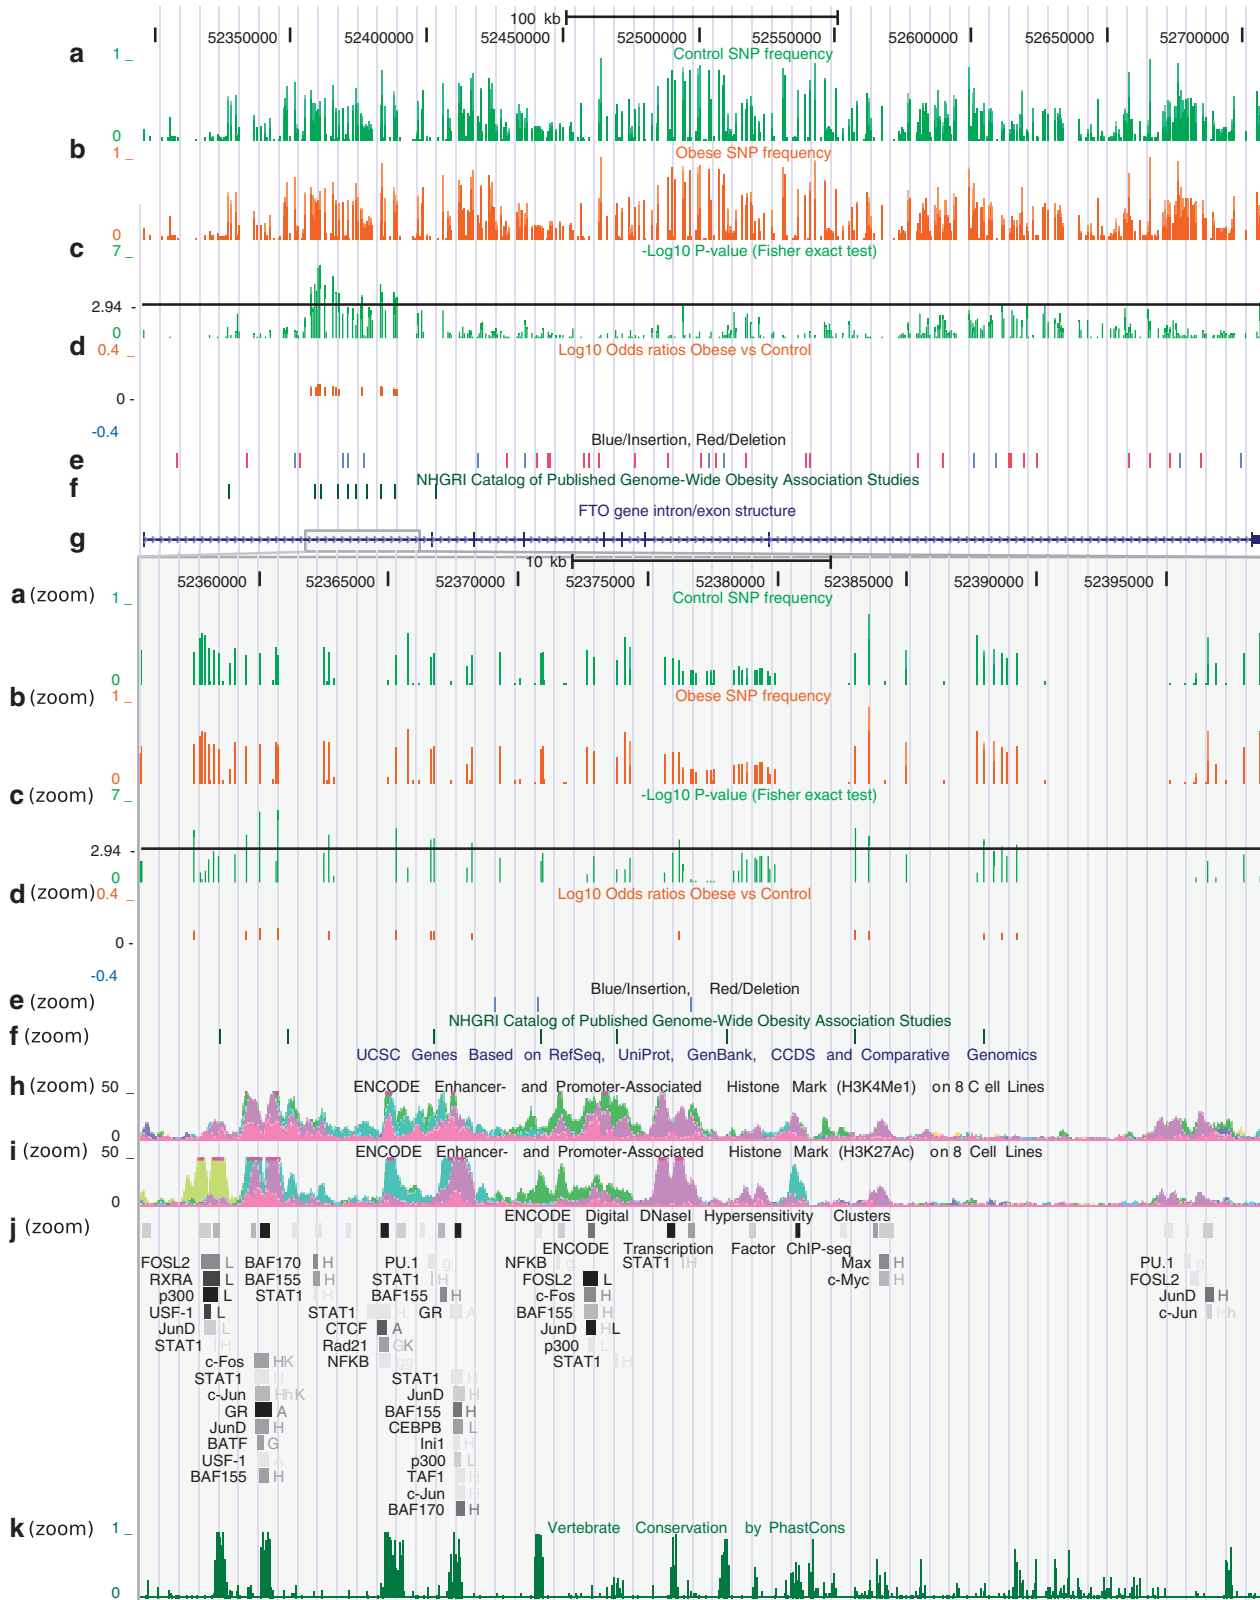 100 kb
52350000 52400000 52450000 52500000 52550000 52600000 52650000 52700000
a 1 _ Control SNP frequency
0
b 1 _ Obese SNP frequency
0
c 7 _ -Log10 P-value (Fisher exact test)
2.94 -
0
d 0.4 _ Log10 Odds ratios Obese vs Control
0 -
-0.4
Blue/Insertion, Red/Deletion
e
NHGRI Catalog of Published Genome-Wide Obesity Association Studies
f
FTO gene intron/exon structure
g
10 kb
52360000 52365000 52370000 52375000 52380000 52385000 52390000 52395000
a (zoom) 1 _ Control SNP frequency
0
b (zoom) 1 _ Obese SNP frequency
0
c (zoom) 7 _ -Log10 P-value (Fisher exact test)
2.94 -
0
d (zoom) 0.4 _ Log10 Odds ratios Obese vs Control
0 -
-0.4
Blue/Insertion, Red/Deletion
e (zoom)
NHGRI Catalog of Published Genome-Wide Obesity Association Studies
f (zoom)
UCSC Genes Based on RefSeq, UniProt, GenBank, CCDS and Comparative Genomics
h (zoom) 50 _ ENCODE Enhancer- and Promoter-Associated Histone Mark (H3K4Me1) on 8 C ell Lines
0
i (zoom) 50 _ ENCODE Enhancer- and Promoter-Associated Histone Mark (H3K27Ac) on 8 Cell Lines
0
j (zoom) ENCODE Digital DNaseI Hypersensitivity Clusters
ENCODE Transcription Factor ChIP-seq
FOSL2 L BAF170 H PU.1 g NFKB g STAT1 H Max H PU.1 g
RXRA L BAF155 H STAT1 H FOSL2 L c-Myc H FOSL2
p300 L STAT1 H BAF155 H c-Fos H JunD H
USF-1 L STAT1 H GR A BAF155 H c-Jun Hh
JunD L CTCF A JunD HL
STAT1 H Rad21 GK p300 L
c-Fos HK NFKB gg STAT1 H
STAT1 H STAT1 H
c-Jun HhK JunD H
GR A BAF155 H
JunD H CEBPB L
BATF G Ini1 H
USF-1 A p300 L
BAF155 H TAF1 H
c-Jun H
BAF170 H
k (zoom) 1 _ Vertebrate Conservation by PhastCons
0